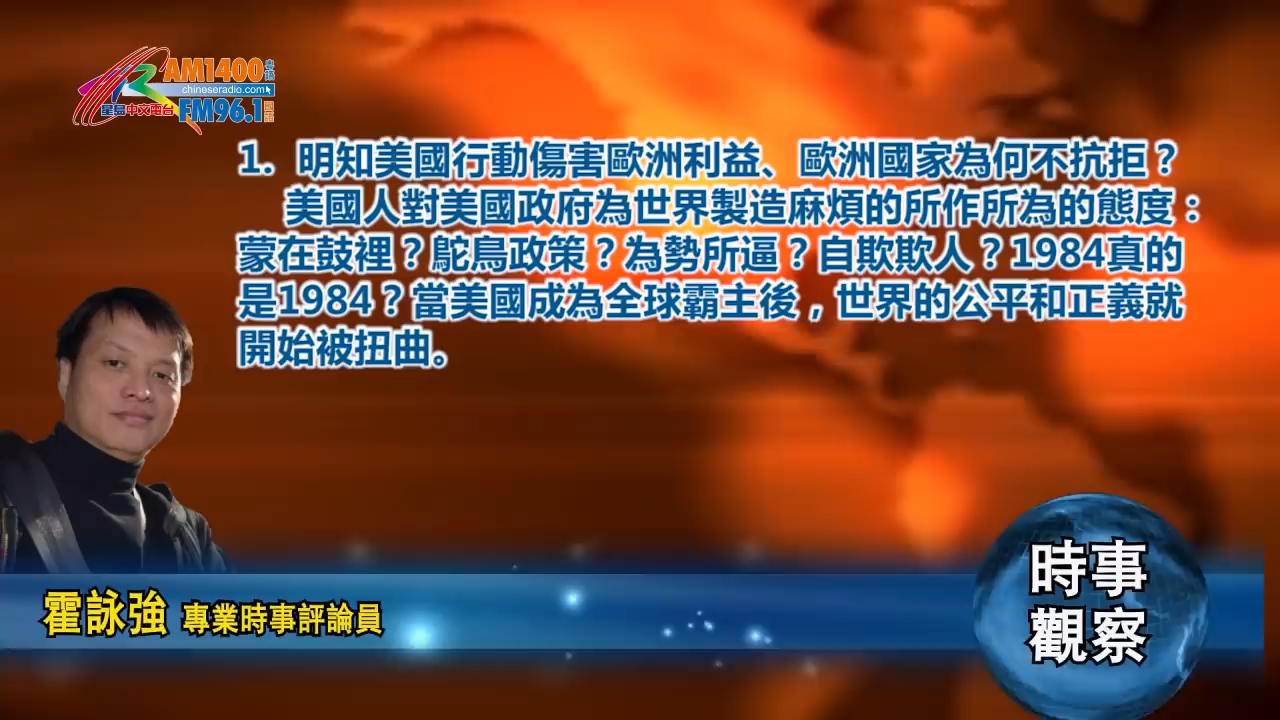 AM1400 粵語
chineseradio.com
星島中文電台 FM96.1 國語
1. 明知美國行動傷害歐洲利益、歐洲國家為何不抗拒？
美國人對美國政府為世界製造麻煩的所作所為的態度：
蒙在鼓裡？鴕鳥政策？為勢所逼？自欺欺人？1984真的
是1984？當美國成為全球霸主後，世界的公平和正義就
開始被扭曲。
時事
觀察
霍詠強 專業時事評論員